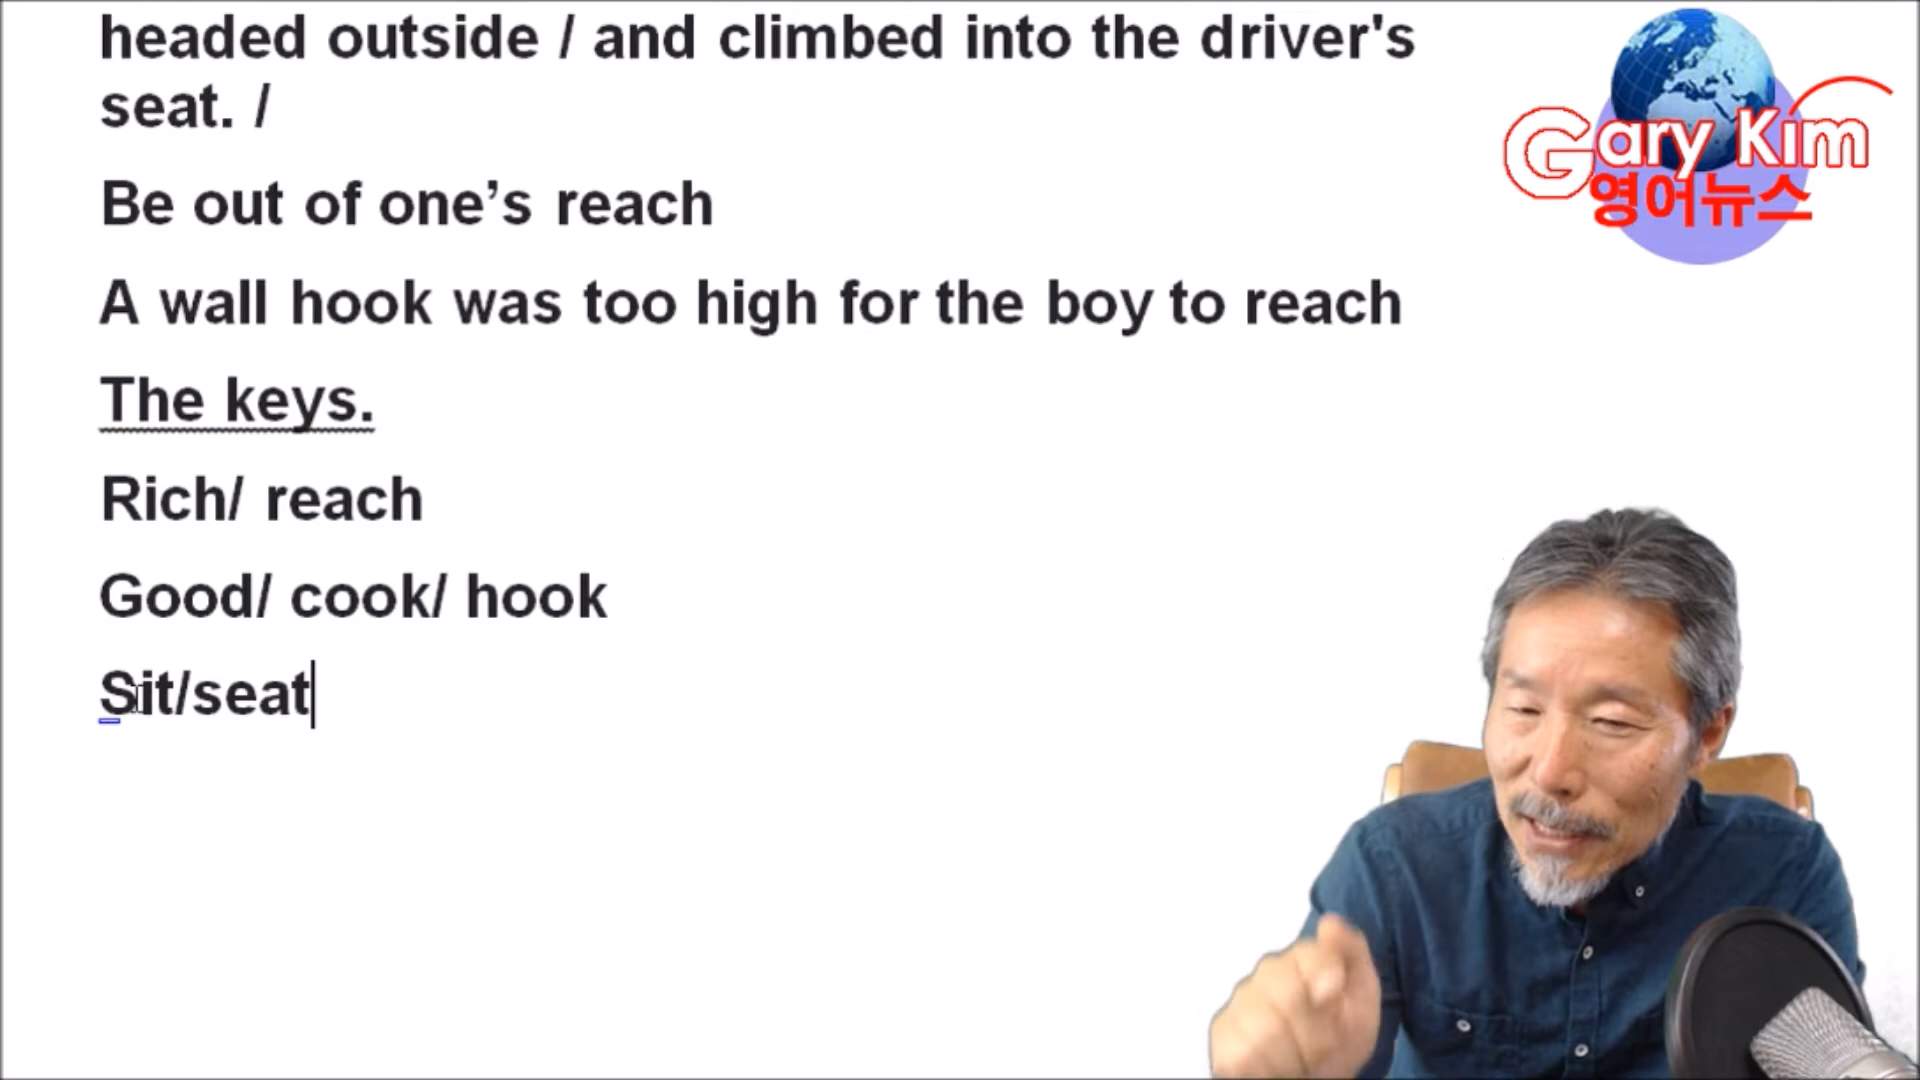 headed outside / and climbed into the driver's
seat. /
Be out of one’s reach
A wall hook was too high for the boy to reach
The keys.
Rich/ reach
Good/ cook/ hook
Sit/seat
Gary Kim
영어뉴스